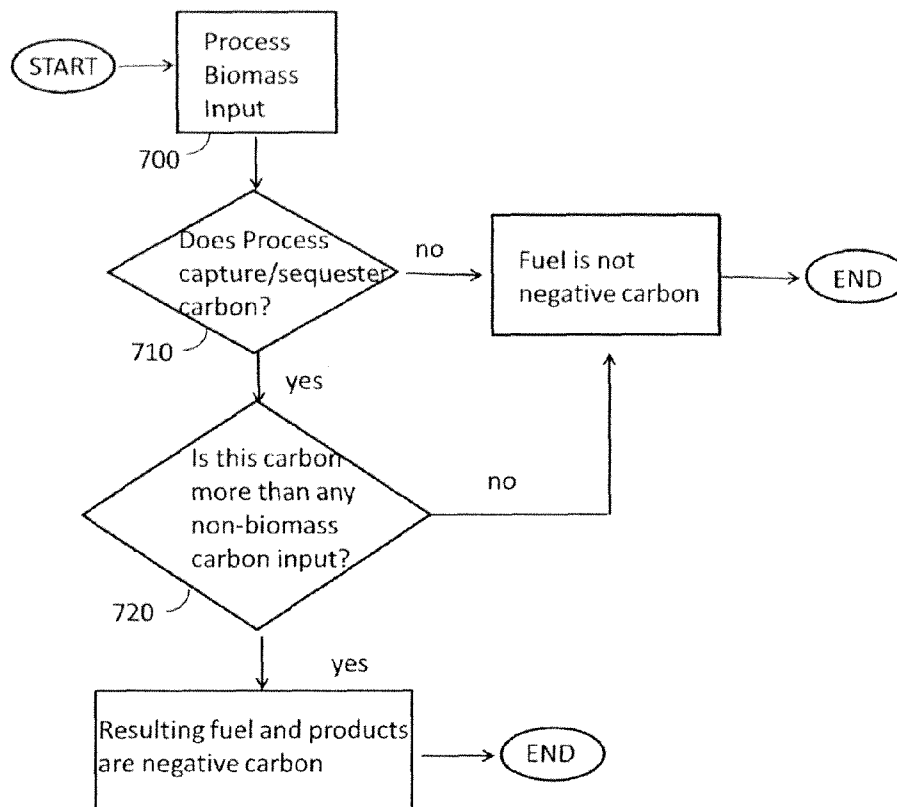 START
Process
Biomass
Input
700
Does Process
capture/sequester
carbon?
no
710
Fuel is not
negative carbon
END
yes
Is this carbon
more than any
non-biomass
carbon input?
no
720
yes
Resulting fuel and products
are negative carbon
END